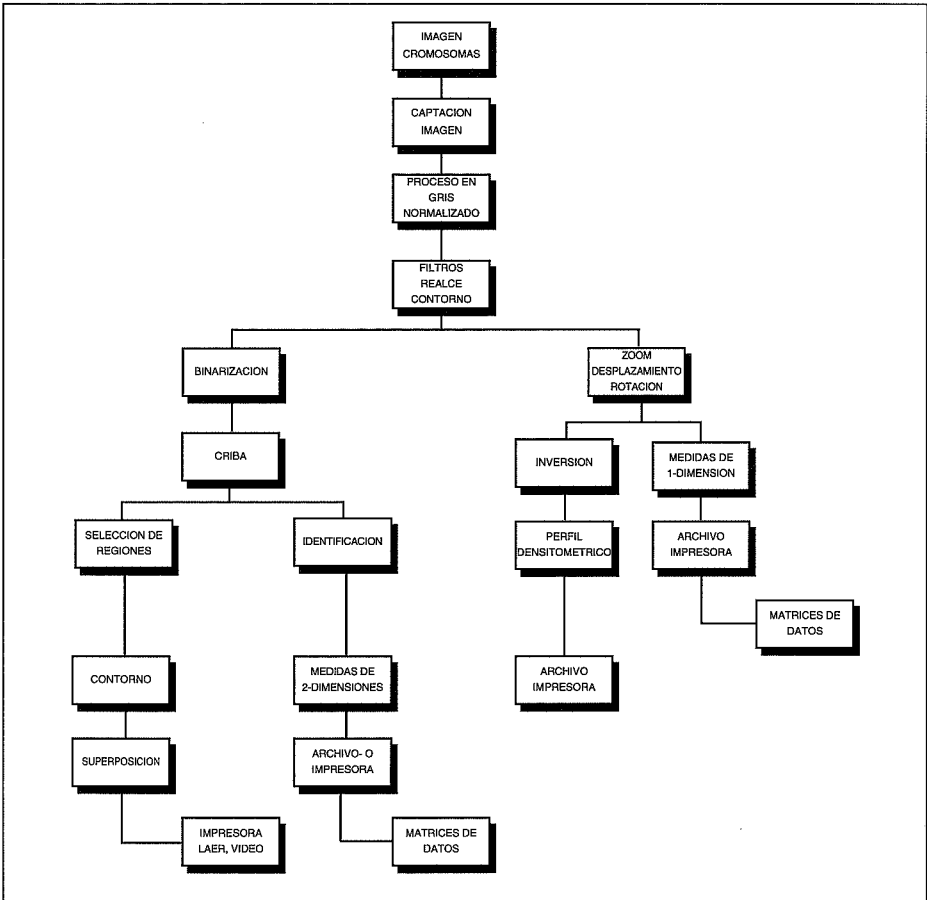 IMAGEN
CROMOSOMAS
CAPTACION
IMAGEN
PROCESO EN
GRIS
NORMALIZADO
FILTROS
REALCE
CONTORNO
BINARIZACION
ZOOM
DESPLAZAMIENTO
ROTACION
CRIBA
INVERSION
MEDIDAS DE
1-DIMENSION
SELECCION DE
REGIONES
IDENTIFICACION
PERFIL
DENSITOMETRICO
ARCHIVO
IMPRESORA
MATRICES DE
DATOS
CONTORNO
MEDIDAS DE
2-DIMENSIONES
ARCHIVO
IMPRESORA
SUPERPOSICION
ARCHIVO- O
IMPRESORA
IMPRESORA
LAER, VIDEO
MATRICES DE
DATOS